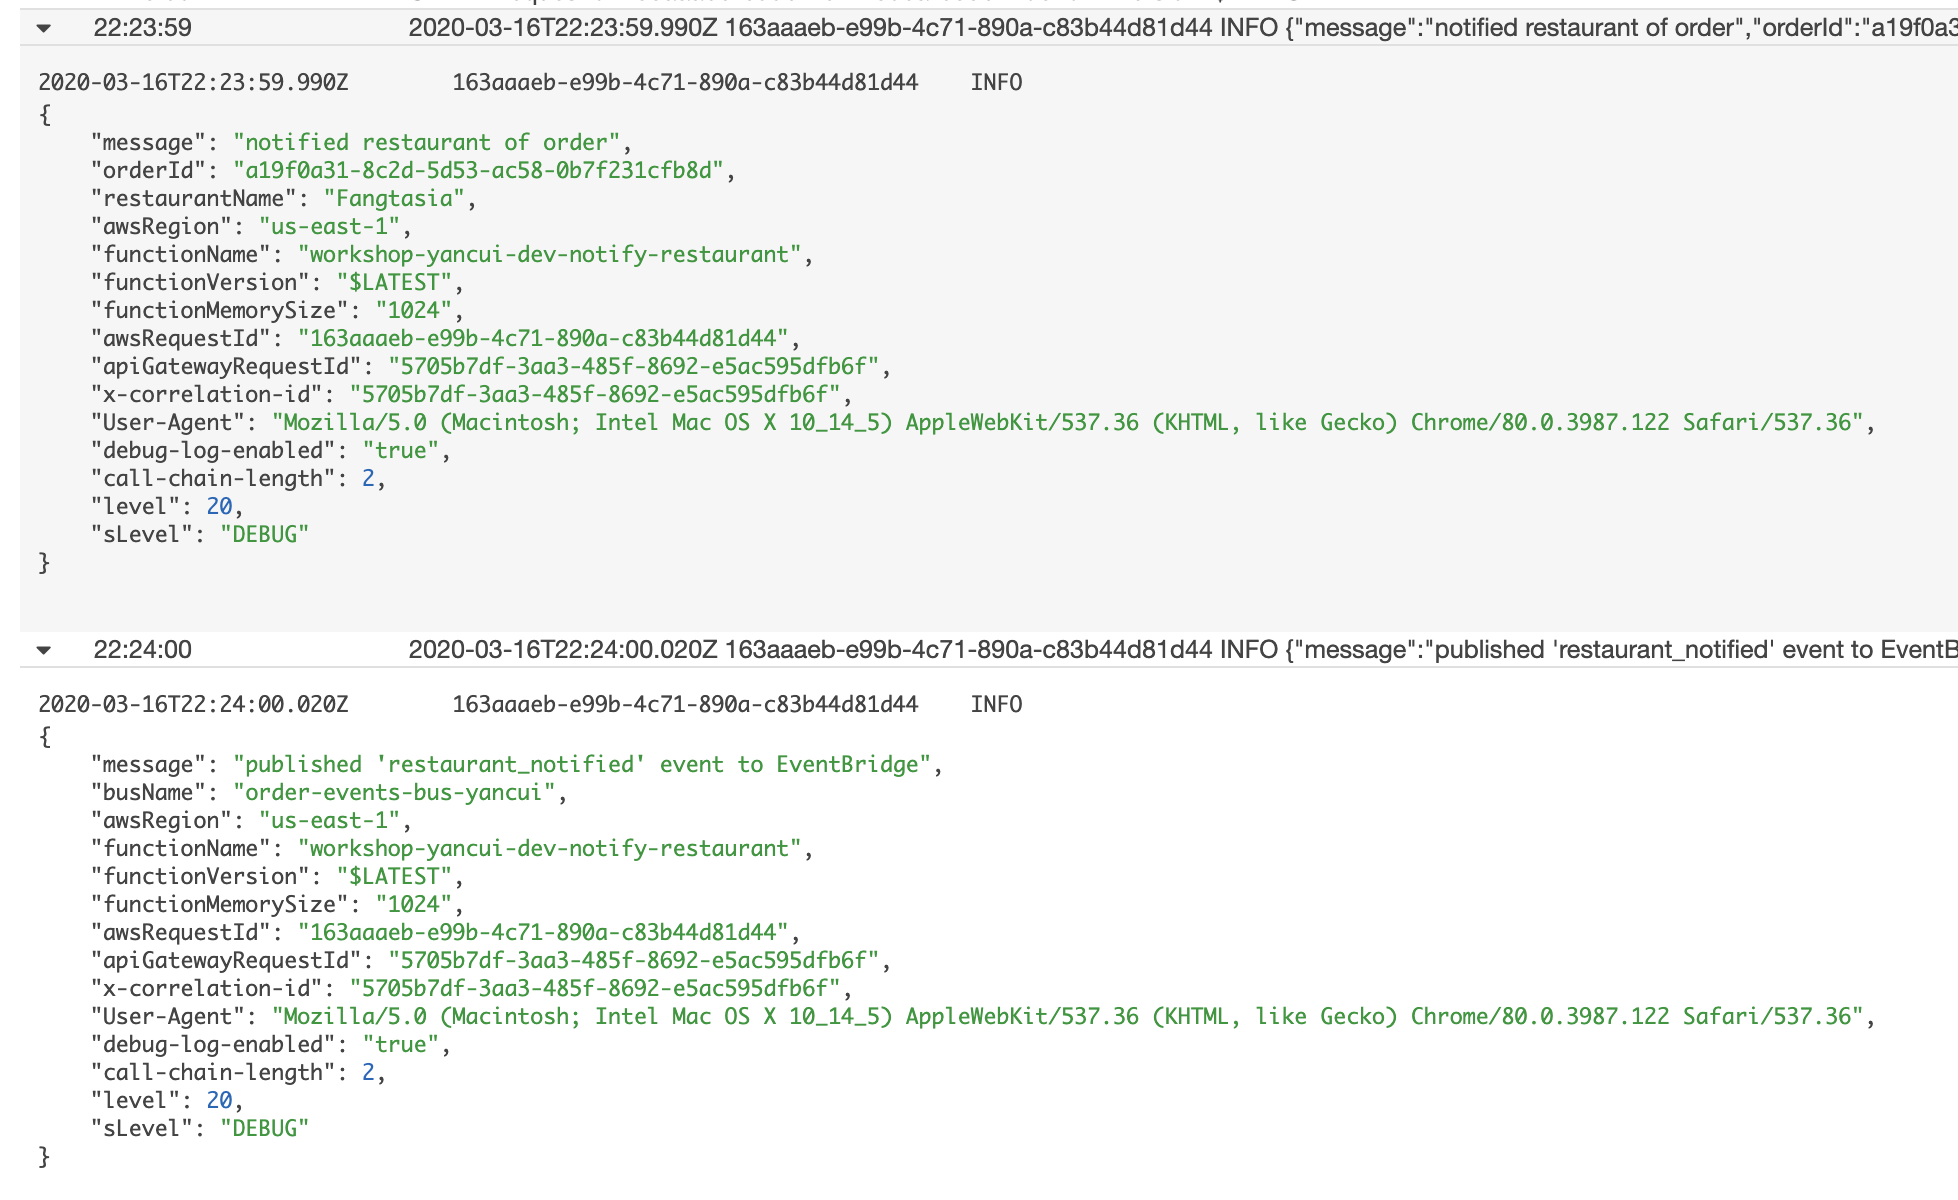 22:23:59 2020-03-16T22:23:59.990Z 163aaaeb-e99b-4c71-890a-c83b44d81d44 INFO {"message":"notified restaurant of order","orderId":"a19f0a3
2020-03-16T22:23:59.990Z 163aaaeb-e99b-4c71-890a-c83b44d81d44 INFO
{
"message": "notified restaurant of order",
"orderId": "a19f0a31-8c2d-5d53-ac58-0b7f231cfb8d",
"restaurantName": "Fangtasia",
"awsRegion": "us-east-1",
"functionName": "workshop-yancui-dev-notify-restaurant",
"functionVersion": "$LATEST",
"functionMemorySize": "1024",
"awsRequestId": "163aaaeb-e99b-4c71-890a-c83b44d81d44",
"apiGatewayRequestId": "5705b7df-3aa3-485f-8692-e5ac595dfb6f",
"x-correlation-id": "5705b7df-3aa3-485f-8692-e5ac595dfb6f",
"User-Agent": "Mozilla/5.0 (Macintosh; Intel Mac OS X 10_14_5) AppleWebKit/537.36 (KHTML, like Gecko) Chrome/80.0.3987.122 Safari/537.36",
"debug-log-enabled": "true",
"call-chain-length": 2,
"level": 20,
"sLevel": "DEBUG"
}
22:24:00 2020-03-16T22:24:00.020Z 163aaaeb-e99b-4c71-890a-c83b44d81d44 INFO {"message":"published 'restaurant_notified' event to EventB
2020-03-16T22:24:00.020Z 163aaaeb-e99b-4c71-890a-c83b44d81d44 INFO
{
"message": "published 'restaurant_notified' event to EventBridge",
"busName": "order-events-bus-yancui",
"awsRegion": "us-east-1",
"functionName": "workshop-yancui-dev-notify-restaurant",
"functionVersion": "$LATEST",
"functionMemorySize": "1024",
"awsRequestId": "163aaaeb-e99b-4c71-890a-c83b44d81d44",
"apiGatewayRequestId": "5705b7df-3aa3-485f-8692-e5ac595dfb6f",
"x-correlation-id": "5705b7df-3aa3-485f-8692-e5ac595dfb6f",
"User-Agent": "Mozilla/5.0 (Macintosh; Intel Mac OS X 10_14_5) AppleWebKit/537.36 (KHTML, like Gecko) Chrome/80.0.3987.122 Safari/537.36",
"debug-log-enabled": "true",
"call-chain-length": 2,
"level": 20,
"sLevel": "DEBUG"
}